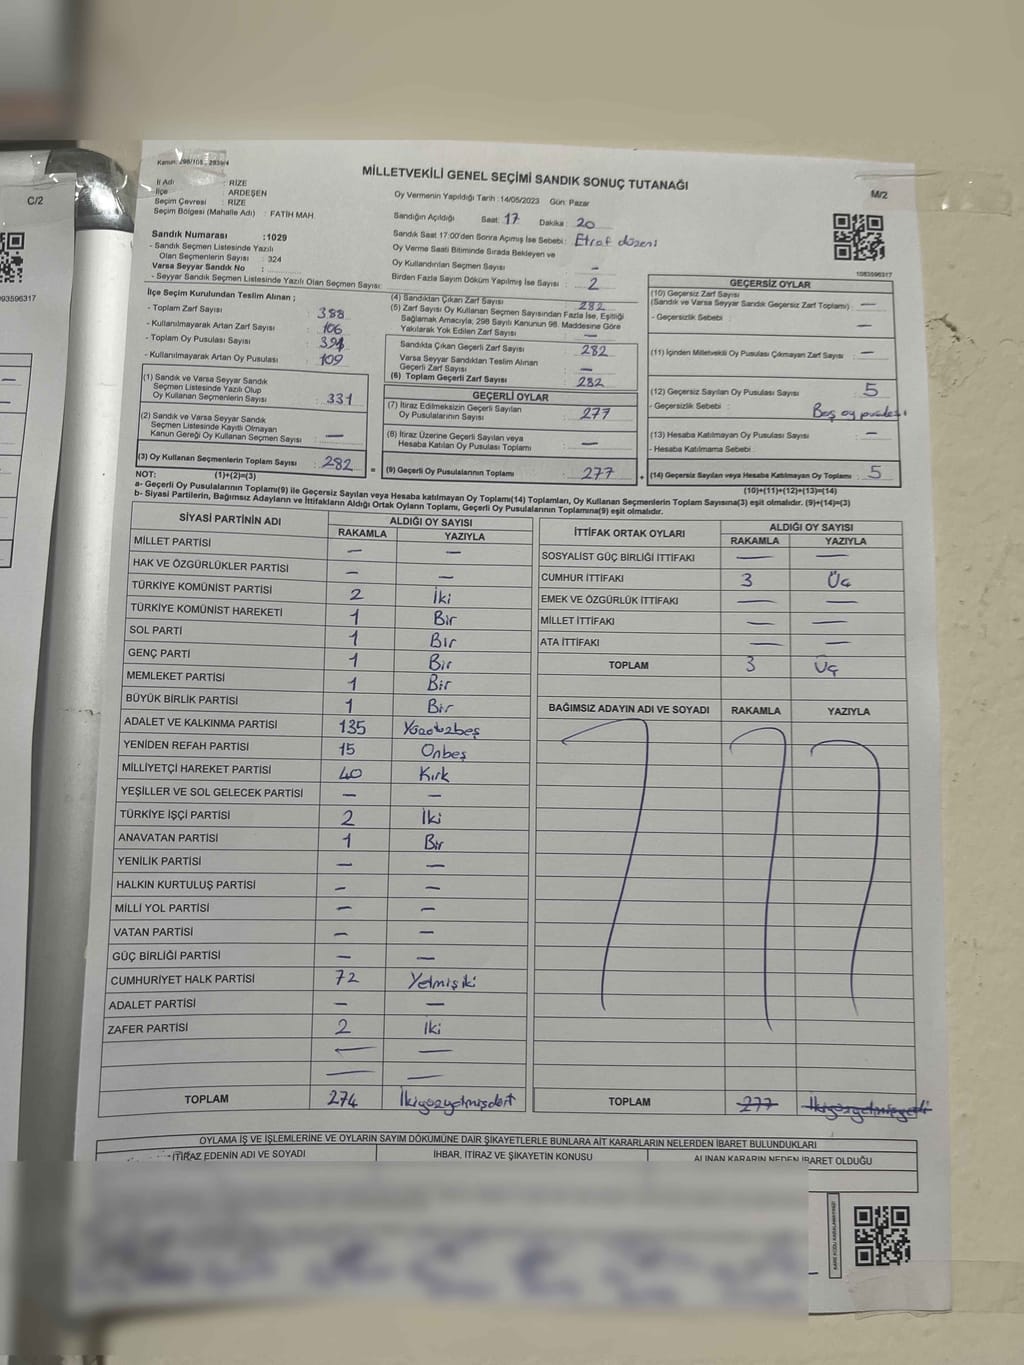 C/2
093596317
Kanun: 298/105 - 2839/4
MİLLETVEKİLİ GENEL SEÇİMİ SANDIK SONUÇ TUTANAĞI
M/2
İl Adı : RİZE
İlçe ARDEŞEN
Seçim Çevresi : RİZE
Seçim Bölgesi (Mahalle Adı) : FATİH MAH.
Oy Vermenin Yapıldığı Tarih : 14/05/2023 Gün: Pazar
Sandığın Açıldığı Saat: 17 Dakika : 20
Sandık Saat 17:00'den Sonra Açımış İse Sebebi : Etraf düzeni
Oy Verme Saati Bitiminde Sırada Bekleyen ve
Oy Kullandırılan Seçmen Sayısı : —
Birden Fazla Sayım Döküm Yapılmış İse Sayısı : 2
1083596317
Sandık Numarası : 1029
- Sandık Seçmen Listesinde Yazılı
Olan Seçmenlerin Sayısı : 324
Varsa Seyyar Sandık No :
- Seyyar Sandık Seçmen Listesinde Yazılı Olan Seçmen Sayısı:
İlçe Seçim Kurulundan Teslim Alınan ;
- Toplam Zarf Sayısı : 388
- Kullanılmayarak Artan Zarf Sayısı : 106
- Toplam Oy Pusulası Sayısı : 391
- Kullanılmayarak Artan Oy Pusulası : 109
(1) Sandık ve Varsa Seyyar Sandık
Seçmen Listesinde Yazılı Olup
Oy Kullanan Seçmenlerin Sayısı : 331
(2) Sandık ve Varsa Seyyar Sandık
Seçmen Listesinde Kayıtlı Olmayan
Kanun Gereği Oy Kullanan Seçmen Sayısı : —
(3) Oy Kullanan Seçmenlerin Toplam Sayısı : 282
(1)+(2)=(3)
(4) Sandıktan Çıkan Zarf Sayısı : 282
(5) Zarf Sayısı Oy Kullanan Seçmen Sayısından Fazla İse, Eşitliği
Sağlamak Amacıyla; 298 Sayılı Kanunun 98. Maddesine Göre
Yakılarak Yok Edilen Zarf Sayısı : —
Sandıkta Çıkan Geçerli Zarf Sayısı : 282
Varsa Seyyar Sandıktan Teslim Alınan
Geçerli Zarf Sayısı : —
(6) Toplam Geçerli Zarf Sayısı : 282
GEÇERLİ OYLAR
(7) İtiraz Edilmeksizin Geçerli Sayılan
Oy Pusulalarının Sayısı : 277
(8) İtiraz Üzerine Geçerli Sayılan veya
Hesaba Katılan Oy Pusulası Toplamı : —
= (9) Geçerli Oy Pusulalarının Toplamı : 277
GEÇERSİZ OYLAR
(10) Geçersiz Zarf Sayısı
(Sandık ve Varsa Seyyar Sandık Geçersiz Zarf Toplamı) : —
- Geçersizlik Sebebi : —
(11) İçinden Milletvekili Oy Pusulası Çıkmayan Zarf Sayısı : —
(12) Geçersiz Sayılan Oy Pusulası Sayısı : 5
- Geçersizlik Sebebi : Boş oy pusulası
(13) Hesaba Katılmayan Oy Pusulası Sayısı : —
- Hesaba Katılmama Sebebi :
+ (14) Geçersiz Sayılan veya Hesaba Katılmayan Oy Toplamı : 5
(10)+(11)+(12)+(13)=(14)
NOT:
a- Geçerli Oy Pusulalarının Toplamı(9) ile Geçersiz Sayılan veya Hesaba katılmayan Oy Toplamı(14) Toplamları, Oy Kullanan Seçmenlerin Toplam Sayısına(3) eşit olmalıdır. (9)+(14)=(3)
b- Siyasi Partilerin, Bağımsız Adayların ve İttifakların Aldığı Ortak Oyların Toplamı, Geçerli Oy Pusulalarının Toplamına(9) eşit olmalıdır.
SİYASİ PARTİNİN ADI ALDIĞI OY SAYISI
RAKAMLA YAZIYLA
MİLLET PARTİSİ — —
HAK VE ÖZGÜRLÜKLER PARTİSİ — —
TÜRKİYE KOMÜNİST PARTİSİ 2 İki
TÜRKİYE KOMÜNİST HAREKETİ 1 Bir
SOL PARTİ 1 Bir
GENÇ PARTİ 1 Bir
MEMLEKET PARTİSİ 1 Bir
BÜYÜK BİRLİK PARTİSİ 1 Bir
ADALET VE KALKINMA PARTİSİ 135 Yüzotuzbeş
YENİDEN REFAH PARTİSİ 15 Onbeş
MİLLİYETÇİ HAREKET PARTİSİ 40 Kırk
YEŞİLLER VE SOL GELECEK PARTİSİ — —
TÜRKİYE İŞÇİ PARTİSİ 2 İki
ANAVATAN PARTİSİ 1 Bir
YENİLİK PARTİSİ — —
HALKIN KURTULUŞ PARTİSİ — —
MİLLİ YOL PARTİSİ — —
VATAN PARTİSİ — —
GÜÇ BİRLİĞİ PARTİSİ — —
CUMHURİYET HALK PARTİSİ 72 Yetmişiki
ADALET PARTİSİ — —
ZAFER PARTİSİ 2 İki
— —
— —
TOPLAM 274 İkiyüzyetmişdört
İTTİFAK ORTAK OYLARI ALDIĞI OY SAYISI
RAKAMLA YAZIYLA
SOSYALİST GÜÇ BİRLİĞİ İTTİFAKI — —
CUMHUR İTTİFAKI 3 Üç
EMEK VE ÖZGÜRLÜK İTTİFAKI — —
MİLLET İTTİFAKI — —
ATA İTTİFAKI — —
TOPLAM 3 Üç
BAĞIMSIZ ADAYIN ADI VE SOYADI RAKAMLA YAZIYLA
TOPLAM 277 İkiyüzyetmişyedi
OYLAMA İŞ VE İŞLEMLERİNE VE OYLARIN SAYIM DÖKÜMÜNE DAİR ŞİKAYETLERLE BUNLARA AİT KARARLARIN NELERDEN İBARET BULUNDUKLARI
İTİRAZ EDENİN ADI VE SOYADI İHBAR, İTİRAZ VE ŞİKAYETİN KONUSU ALINAN KARARIN NEDEN İBARET OLDUĞU